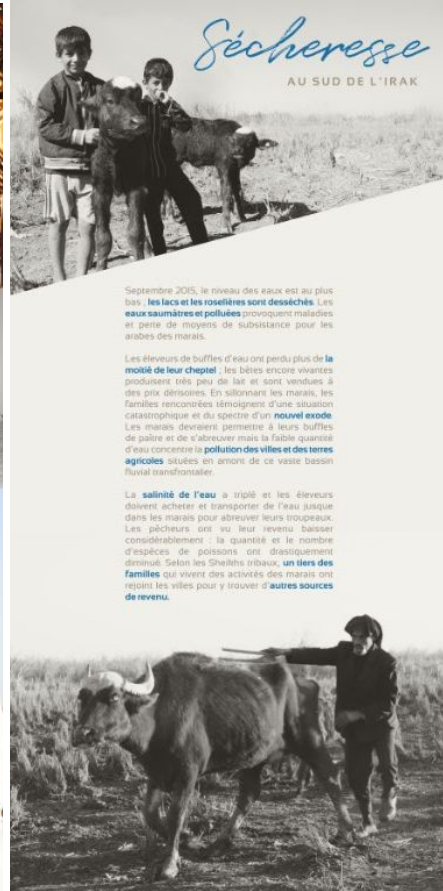 Sécheresse
AU SUD DE L'IRAK
Septembre 2015, le niveau des eaux est au plus
bas ; les lacs et les roselières sont desséchés. Les
eaux saumâtres et polluées provoquent maladies
et perte de moyens de subsistance pour les
arabes des marais.
Les éleveurs de buffles d'eau ont perdu plus de la
moitié de leur cheptel ; les bêtes encore vivantes
produisent très peu de lait et sont vendues à
des prix dérisoires. En sillonnant les marais, les
familles rencontrées témoignent d'une situation
catastrophique et du spectre d'un nouvel exode.
Les marais devraient permettre à leurs buffles
de paître et de s'abreuver mais la faible quantité
d'eau concentre la pollution des villes et des terres
agricoles situées en amont de ce vaste bassin
fluvial transfrontalier.
La salinité de l'eau a triplé et les éleveurs
doivent acheter et transporter de l'eau jusque
dans les marais pour abreuver leurs troupeaux.
Les pêcheurs ont vu leur revenu baisser
considérablement : la quantité et le nombre
d'espèces de poissons ont drastiquement
diminué. Selon les Sheikhs tribaux, un tiers des
familles qui vivent des activités des marais ont
rejoint les villes pour y trouver d'autres sources
de revenu.